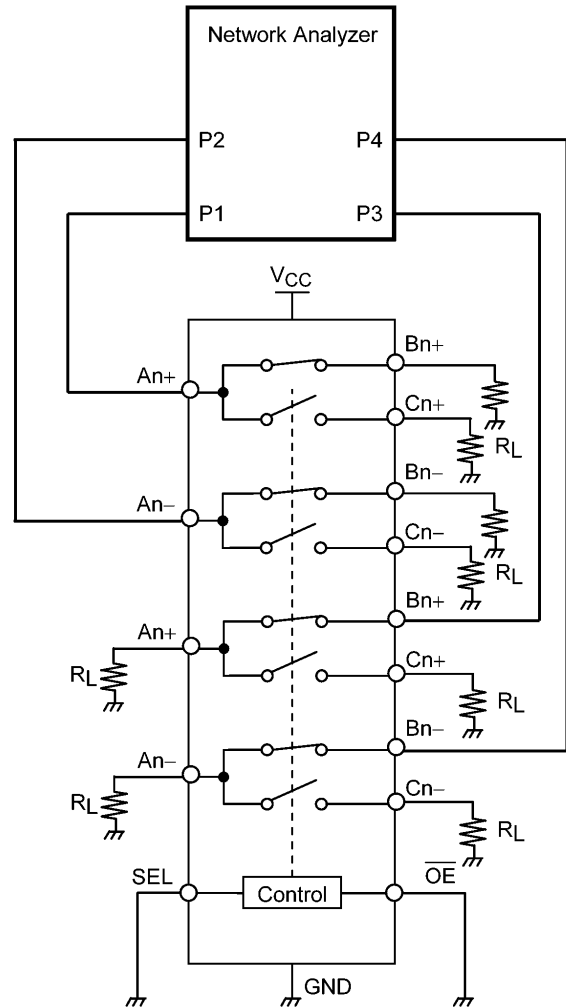 Network Analyzer
P2 P4
P1 P3
VCC
Bn+
An+
Cn+
RL
Bn−
An−
Cn−
RL
Bn+
An+
Cn+
RL
RL
Bn−
An−
Cn−
RL
RL
SEL
Control
OE
GND